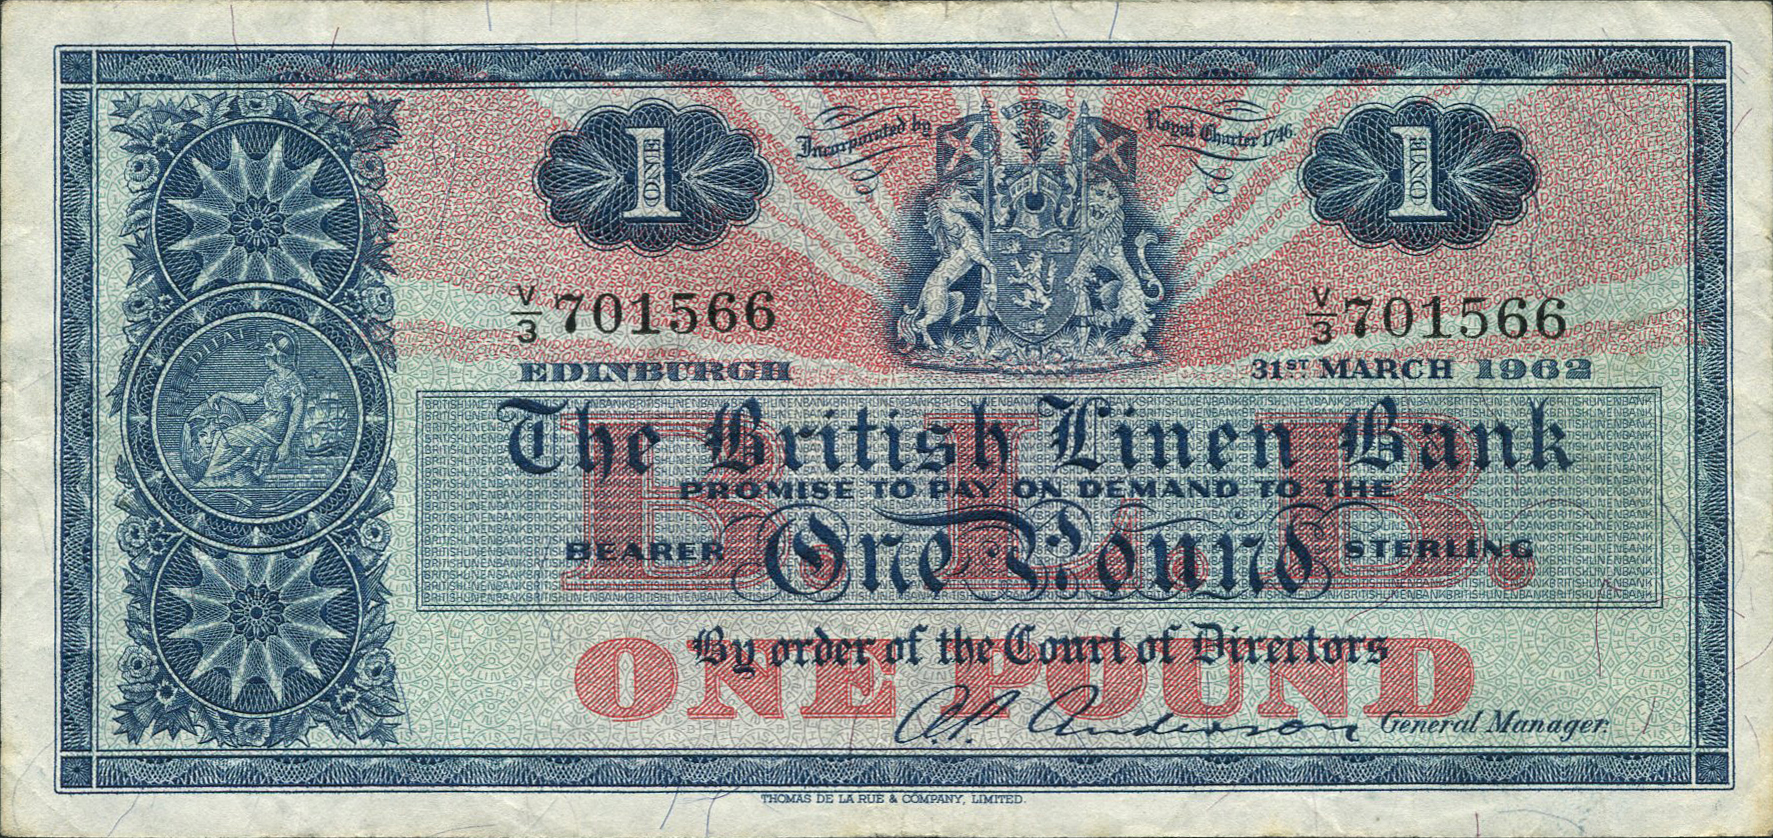 1 ONE
Incorporated by
Royal Charter 1746.
1 ONE
V/3 701566
V/3 701566
EDINBURGH
31ST MARCH 1962
B.L.B.
The British Linen Bank
PROMISE TO PAY ON DEMAND TO THE
BEARER One Pound STERLING
By order of the Court of Directors
ONE POUND
A.P. Anderson General Manager.
THOMAS DE LA RUE & COMPANY, LIMITED.